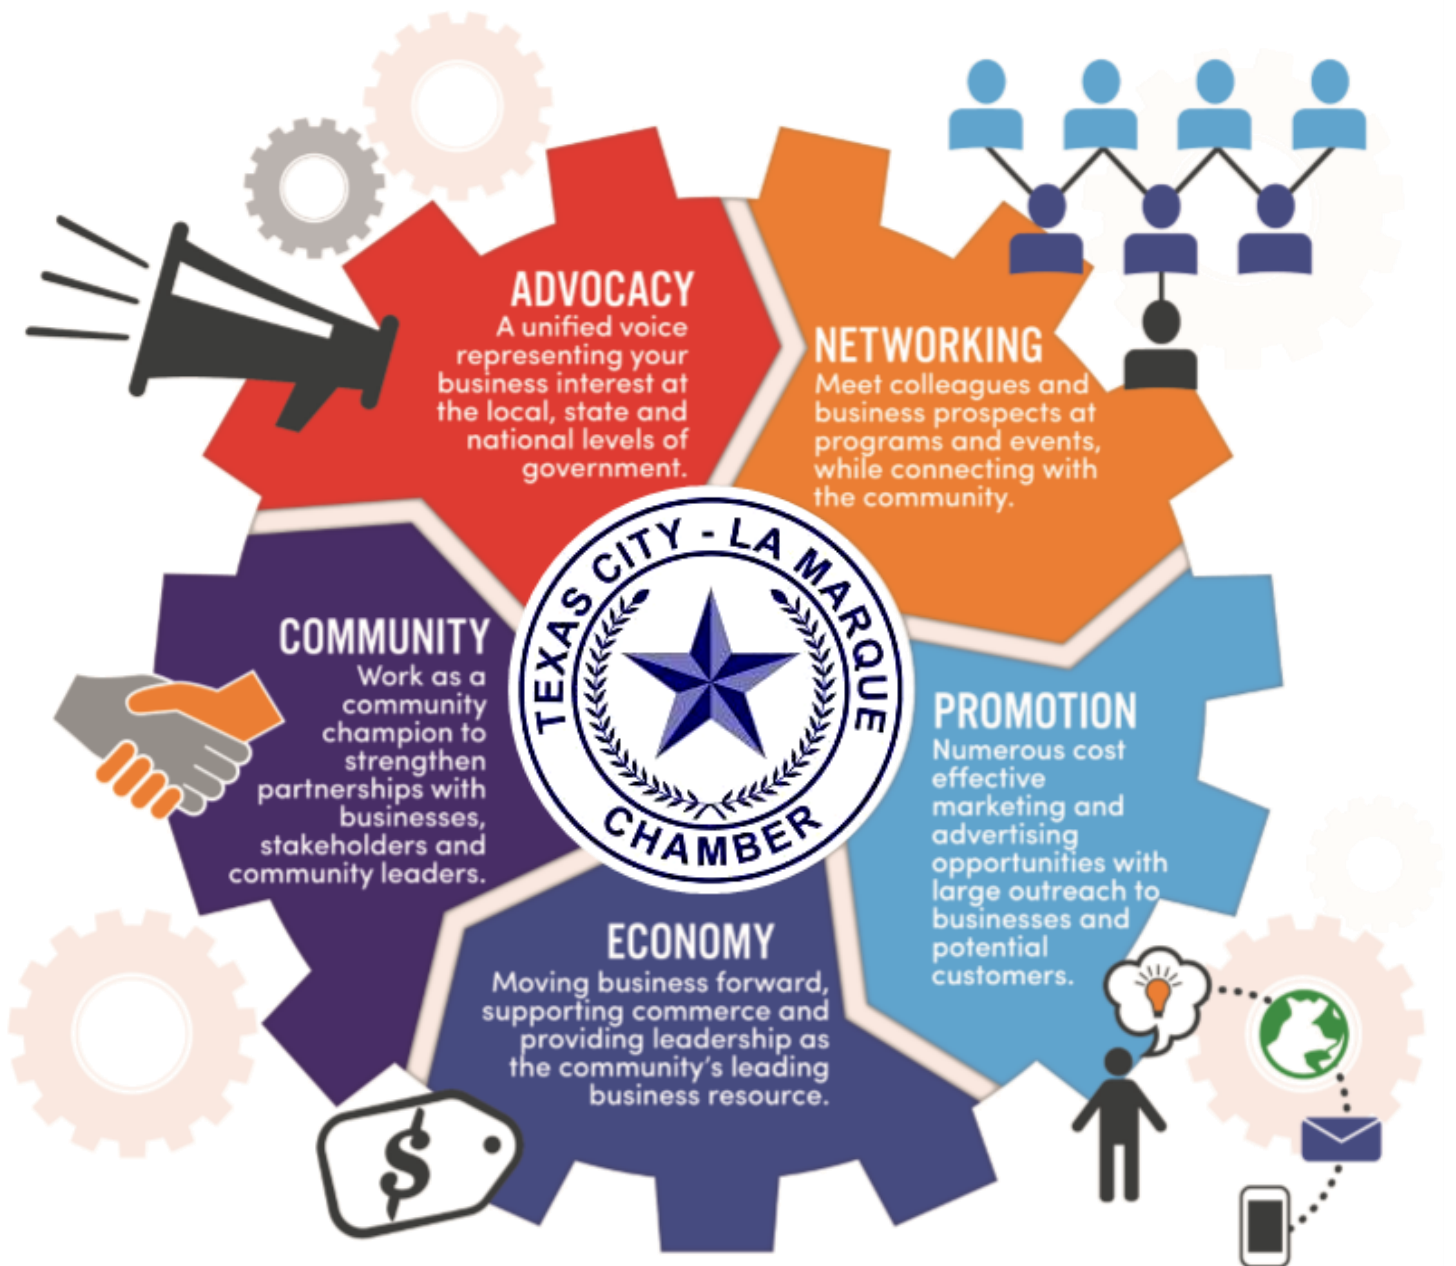 ADVOCACY
A unified voice
representing your
business interest at
the local, state and
national levels of
government.
NETWORKING
Meet colleagues and
business prospects at
programs and events,
while connecting with
the community.
TEXAS CITY - LA MARQUE
CHAMBER
COMMUNITY
Work as a
community
champion to
strengthen
partnerships with
businesses,
stakeholders and
community leaders.
PROMOTION
Numerous cost
effective
marketing and
advertising
opportunities with
large outreach to
businesses and
potential
customers.
ECONOMY
Moving business forward,
supporting commerce and
providing leadership as
the community's leading
business resource.
$